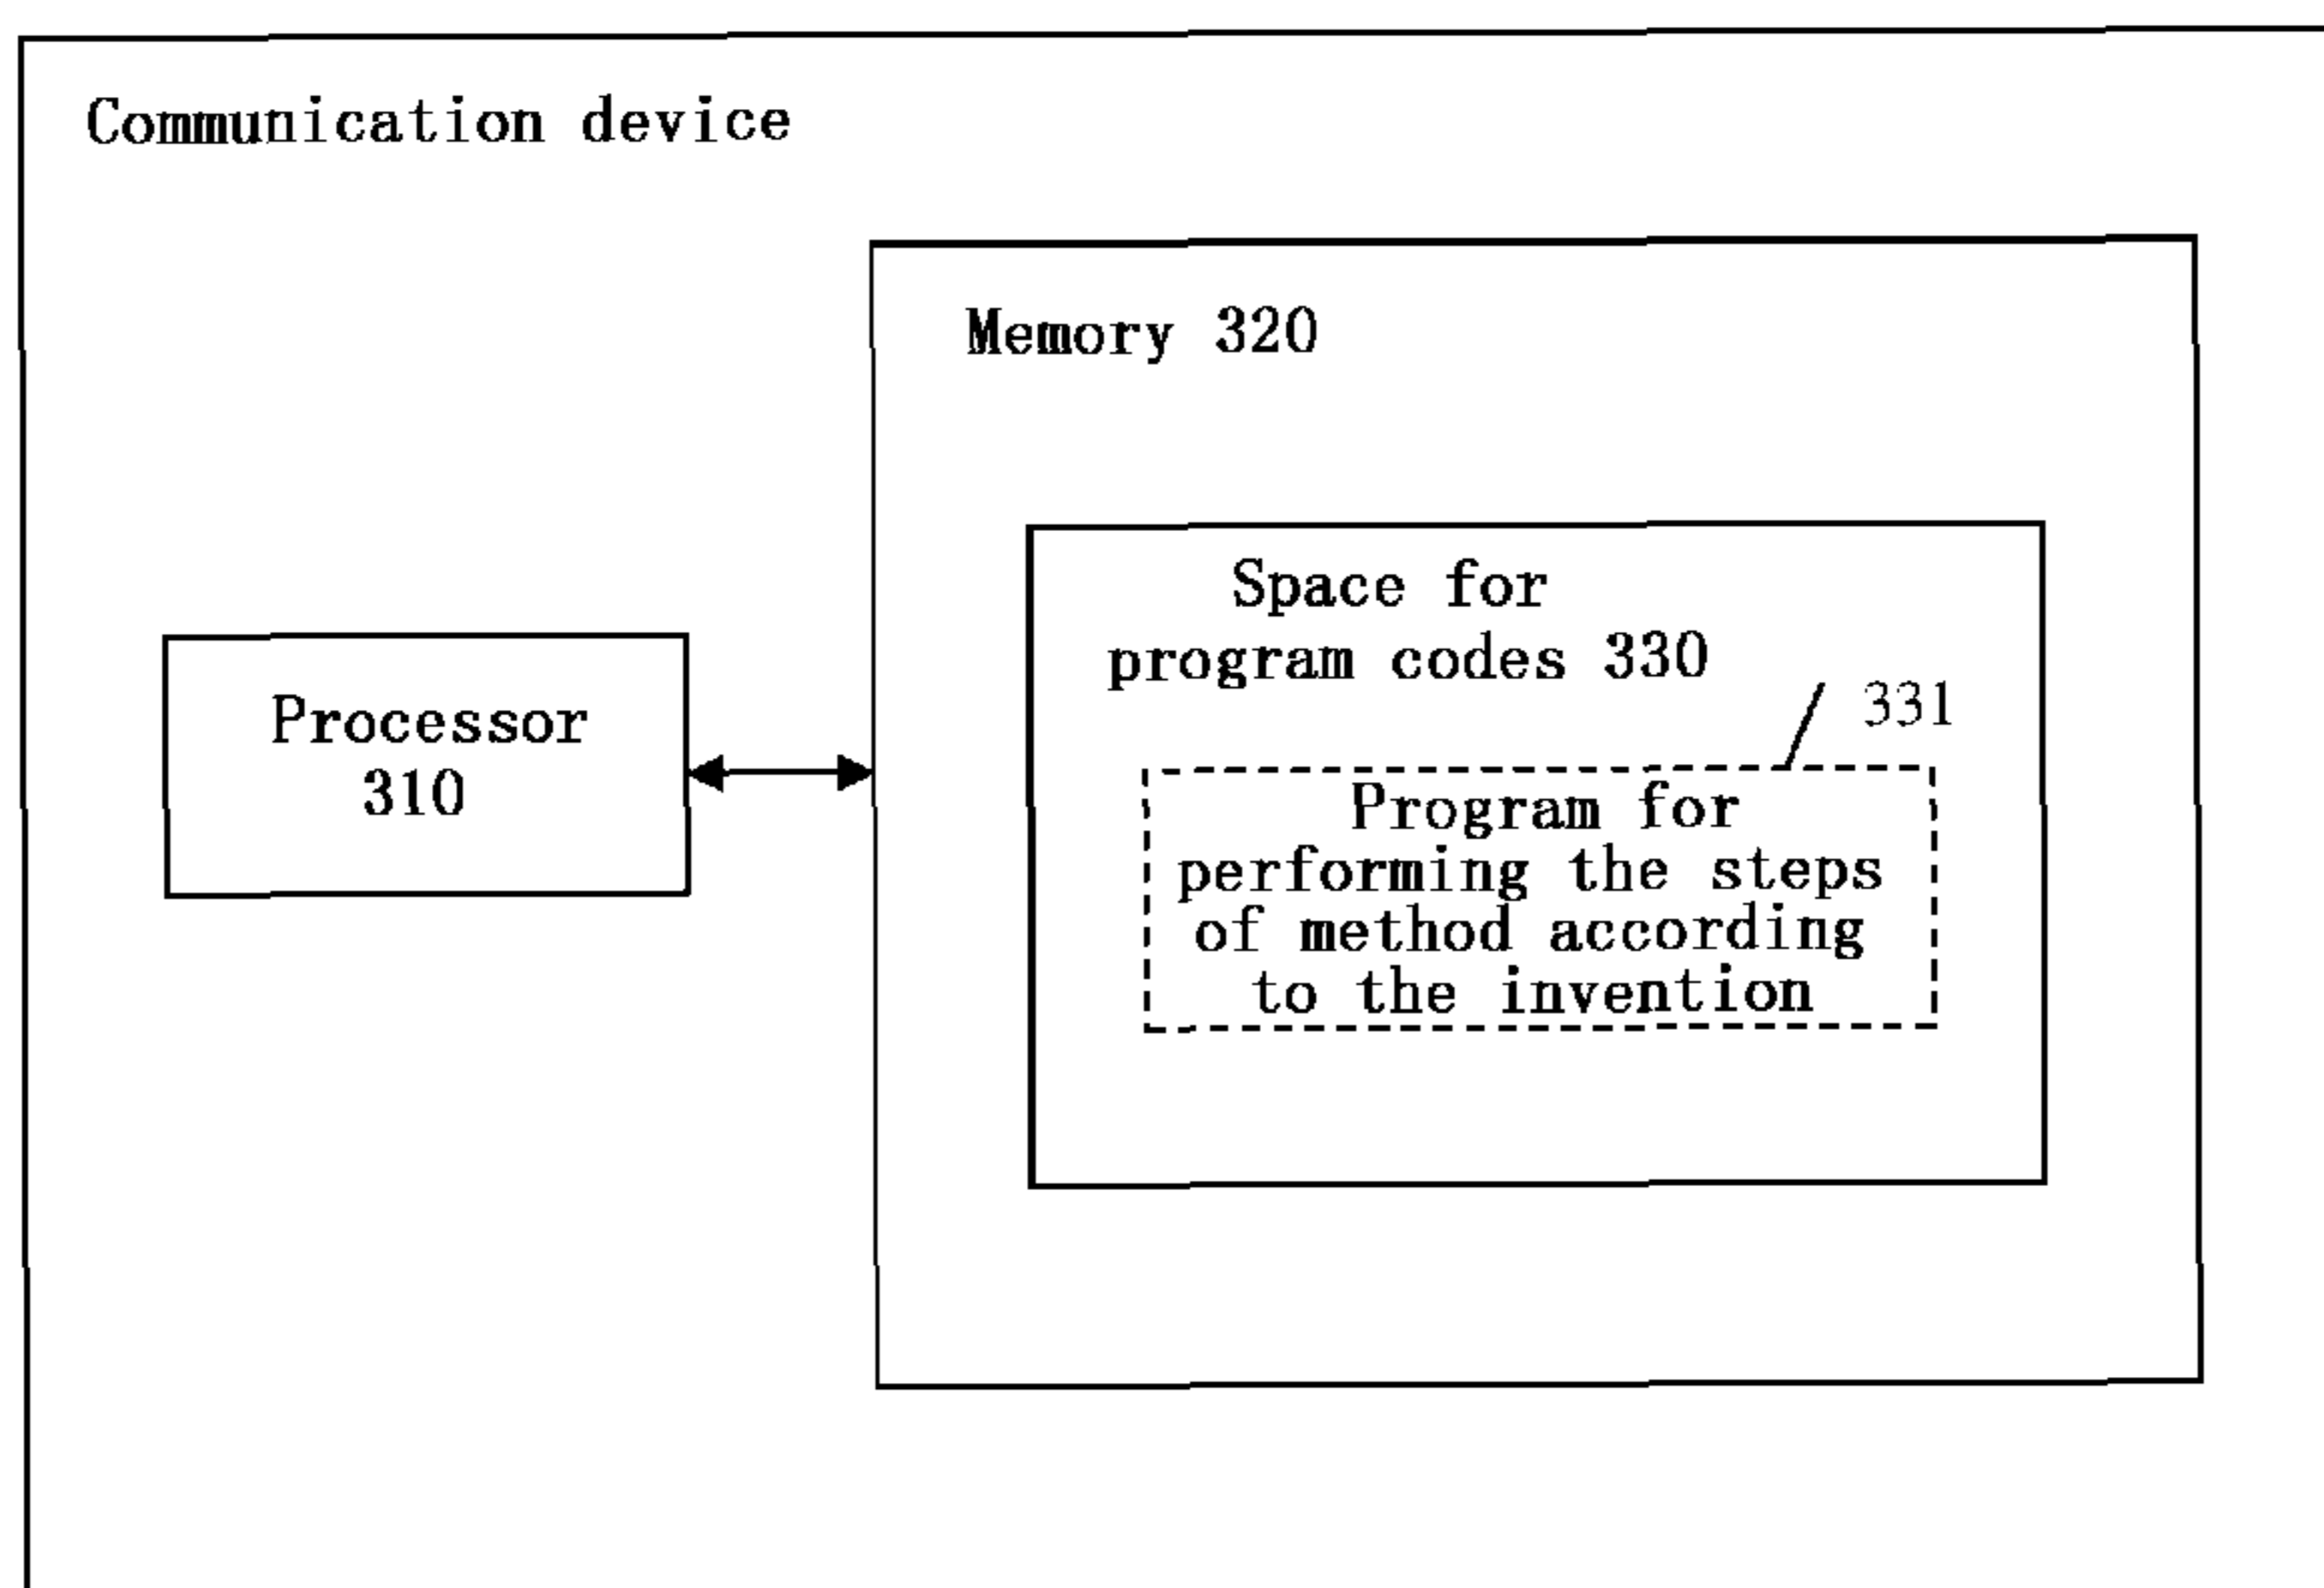 Communication device
Memory 320
Space for
program codes 330
331
Processor
310
Program for
performing the steps
of method according
to the invention